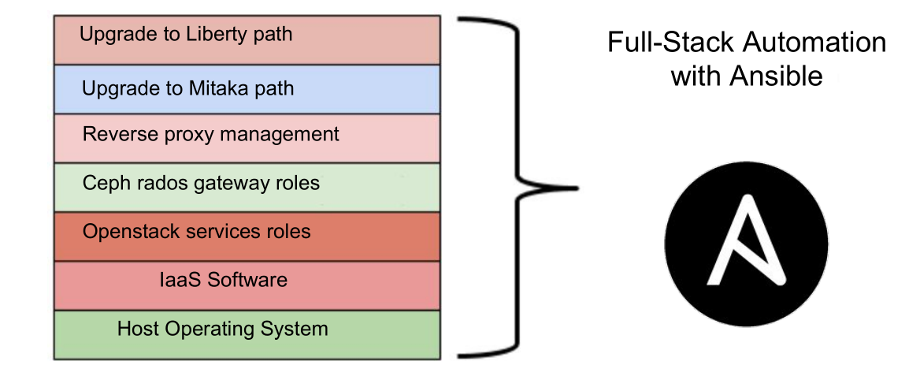 Upgrade to Liberty path
Upgrade to Mitaka path
Reverse proxy management
Ceph rados gateway roles
Openstack services roles
IaaS Software
Host Operating System
Full-Stack Automation
with Ansible